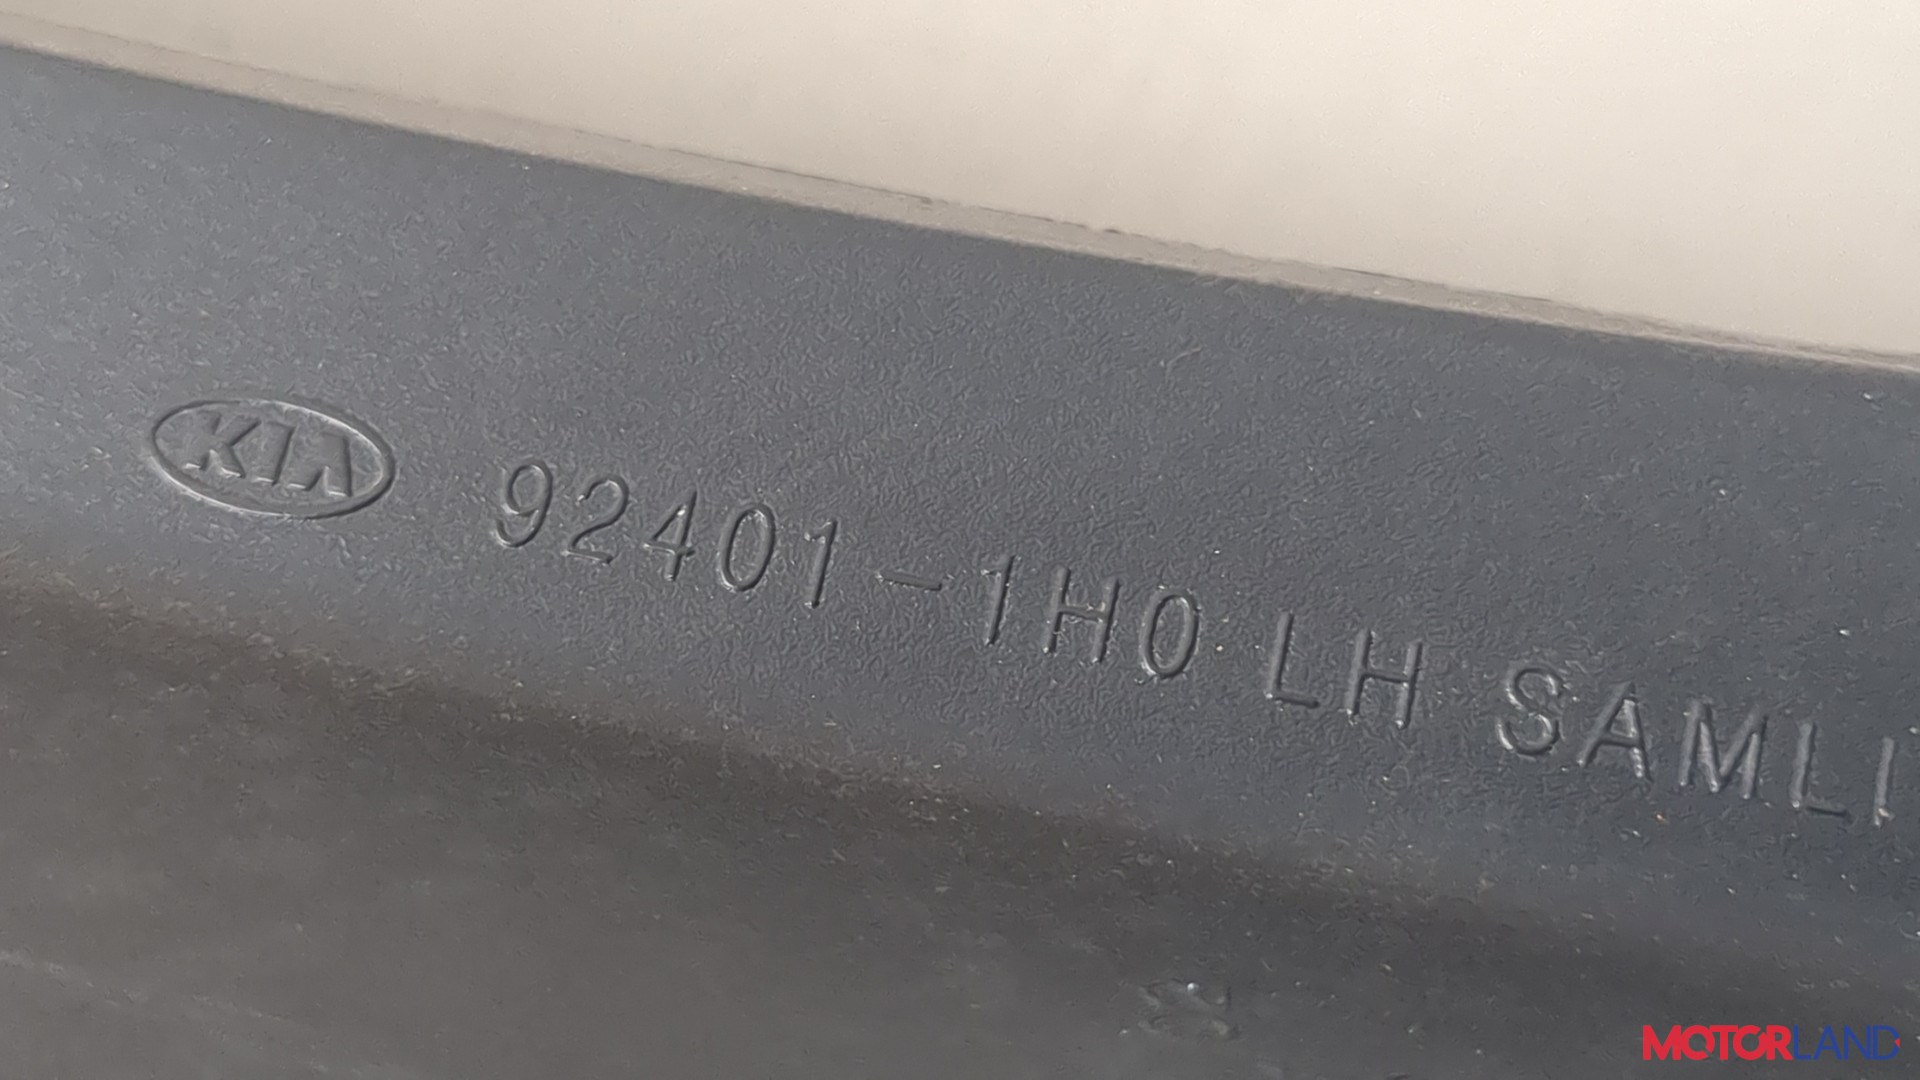 KIA 92401-1H0 LH SAMLI
MOTORLAND